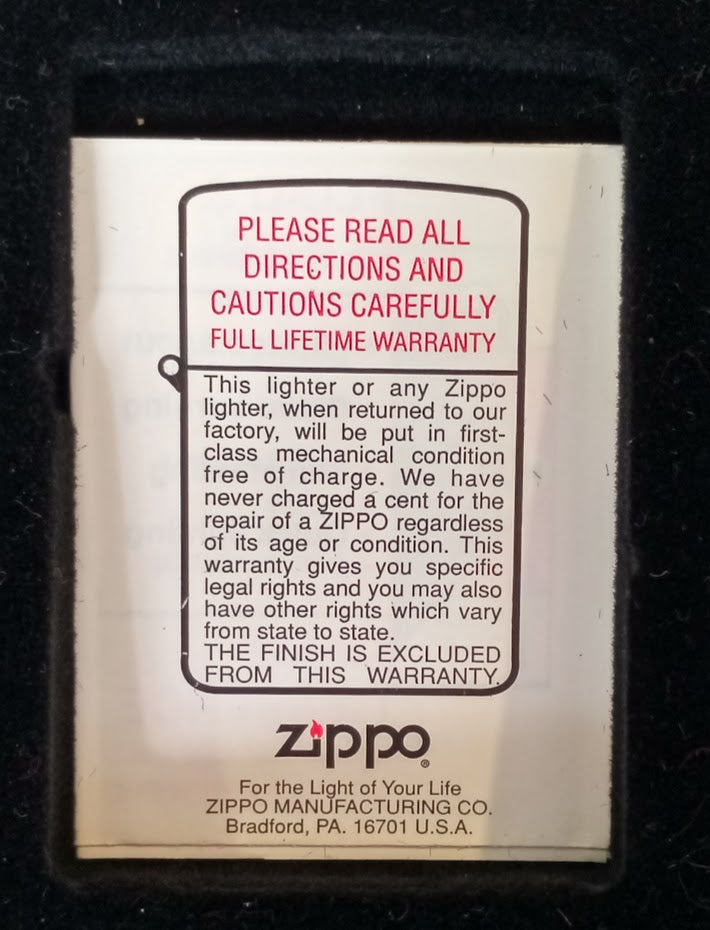 PLEASE READ ALL
DIRECTIONS AND
CAUTIONS CAREFULLY
FULL LIFETIME WARRANTY
This lighter or any Zippo
lighter, when returned to our
factory, will be put in first-
class mechanical condition
free of charge. We have
never charged a cent for the
repair of a ZIPPO regardless
of its age or condition. This
warranty gives you specific
legal rights and you may also
have other rights which vary
from state to state.
THE FINISH IS EXCLUDED
FROM THIS WARRANTY.
zippo®
For the Light of Your Life
ZIPPO MANUFACTURING CO.
Bradford, PA. 16701 U.S.A.